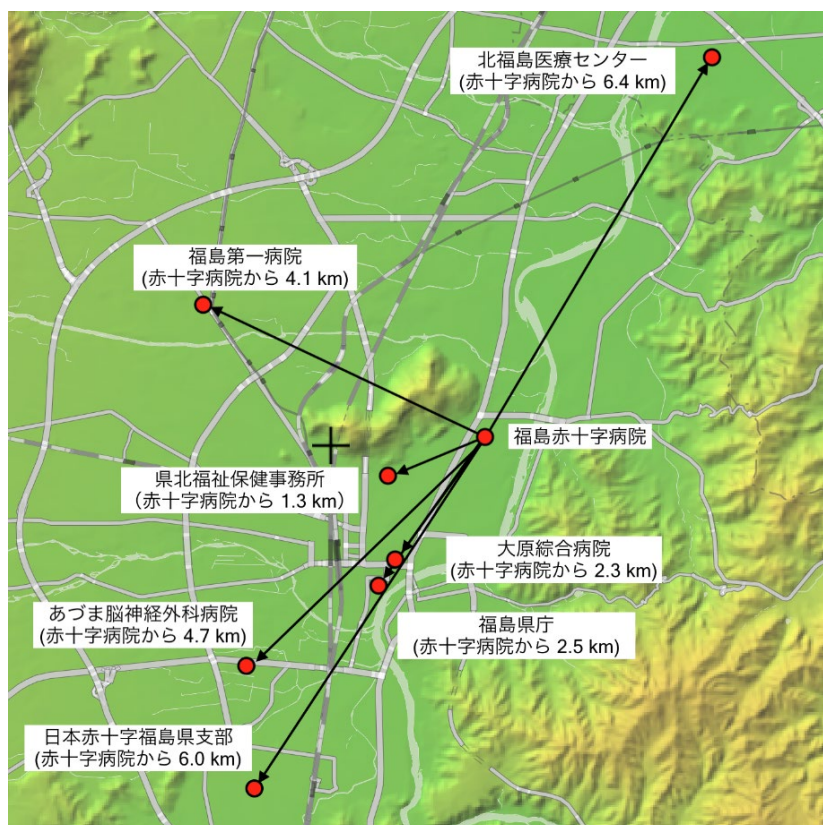 北福島医療センター
(赤十字病院から 6.4 km)
福島第一病院
(赤十字病院から 4.1 km)
福島赤十字病院
県北福祉保健事務所
（赤十字病院から 1.3 km）
大原綜合病院
(赤十字病院から 2.3 km)
あづま脳神経外科病院
(赤十字病院から 4.7 km)
福島県庁
(赤十字病院から 2.5 km)
日本赤十字福島県支部
(赤十字病院から 6.0 km)